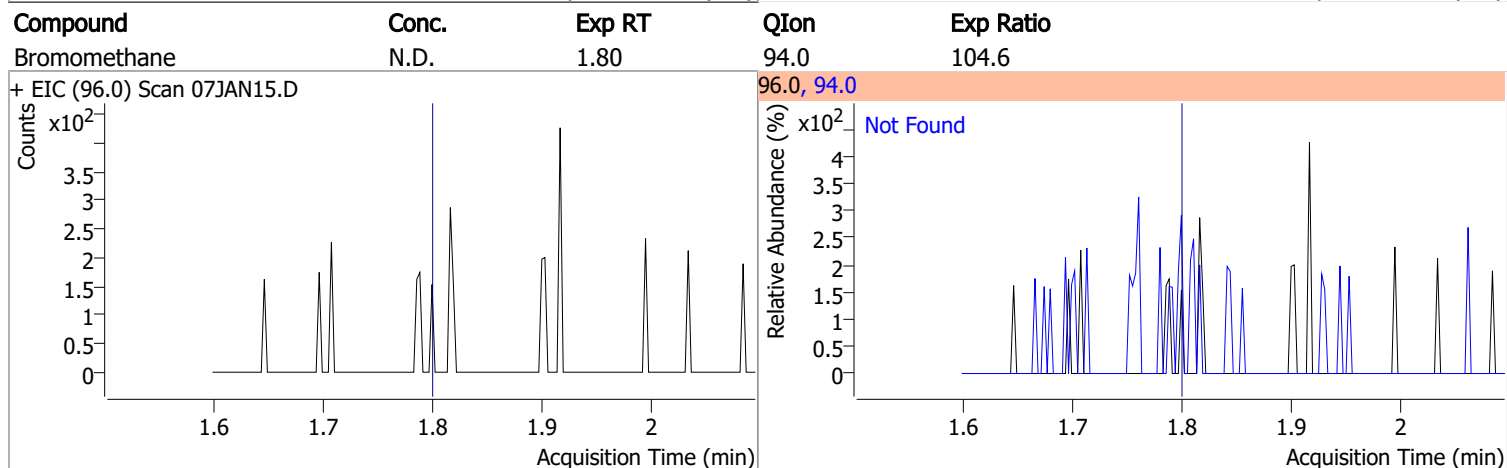 Compound Conc. Exp RT QIon Exp Ratio
Bromomethane N.D. 1.80 94.0 104.6
+ EIC (96.0) Scan 07JAN15.D
Counts
x10²
3.5
3
2.5
2
1.5
1
0.5
0
1.6 1.7 1.8 1.9 2
Acquisition Time (min)
96.0, 94.0
Relative Abundance (%)
x10²
Not Found
4
3.5
3
2.5
2
1.5
1
0.5
0
1.6 1.7 1.8 1.9 2
Acquisition Time (min)